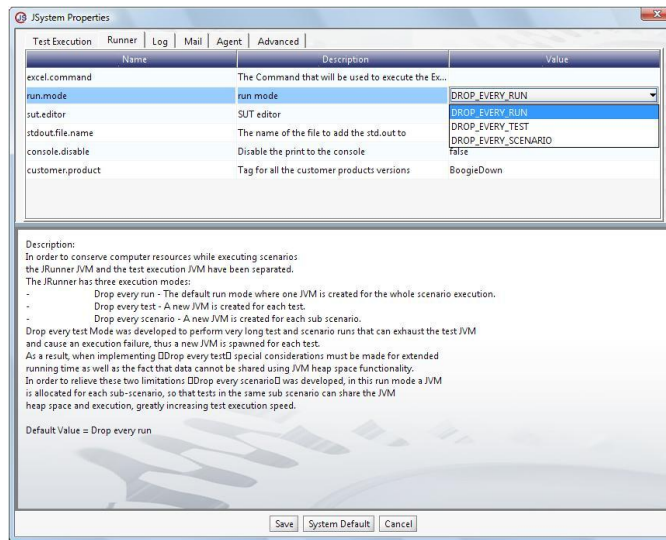 JSystem Properties
Test Execution Runner Log Mail Agent Advanced
Name Description Value
excel.command The Command that will be used to execute the Ex...
run.mode run mode DROP_EVERY_RUN
DROP_EVERY_RUN
sut.editor SUT editor
DROP_EVERY_TEST
stdout.file.name The name of the file to add the std.out to
DROP_EVERY_SCENARIO
console.disable Disable the print to the console false
customer.product Tag for all the customer products versions BoogieDown
Description:
In order to conserve computer resources while executing scenarios
the JRunner JVM and the test execution JVM have been separated.
The JRunner has three execution modes:
- Drop every run - The default run mode where one JVM is created for the whole scenario execution.
- Drop every test - A new JVM is created for each test.
- Drop every scenario - A new JVM is created for each sub scenario.
Drop every test Mode was developed to perform very long test and scenario runs that can exhaust the test JVM
and cause an execution failure, thus a new JVM is spawned for each test.
As a result, when implementing □Drop every test□ special considerations must be made for extended
running time as well as the fact that data cannot be shared using JVM heap space functionality.
In order to relieve these two limitations □Drop every scenario□ was developed, in this run mode a JVM
is allocated for each sub-scenario, so that tests in the same sub scenario can share the JVM
heap space and execution, greatly increasing test execution speed.
Default Value = Drop every run
Save System Default Cancel